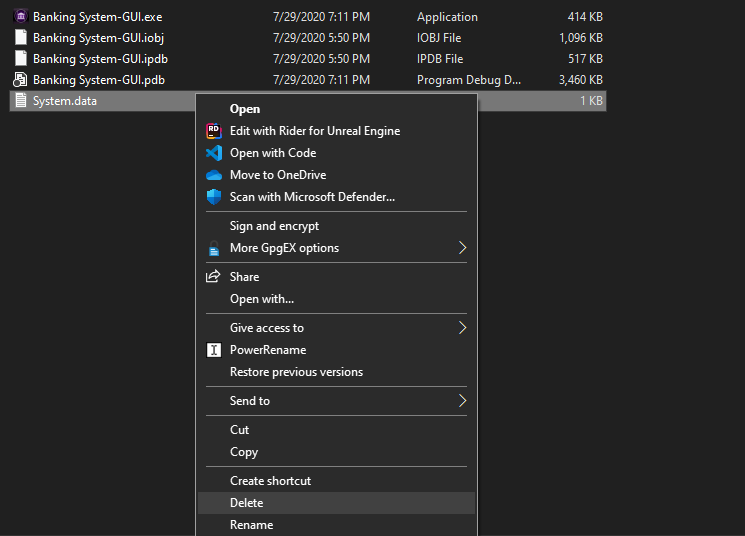 Banking System-GUI.exe 7/29/2020 7:11 PM Application 414 KB
Banking System-GUI.iobj 7/29/2020 5:50 PM IOBJ File 1,096 KB
Banking System-GUI.ipdb 7/29/2020 5:50 PM IPDB File 517 KB
Banking System-GUI.pdb 7/29/2020 7:11 PM Program Debug D... 3,460 KB
System.data 1 KB
Open
RD Edit with Rider for Unreal Engine
Open with Code
Move to OneDrive
Scan with Microsoft Defender...
Sign and encrypt
More GpgEX options
Share
Open with...
Give access to
PowerRename
Restore previous versions
Send to
Cut
Copy
Create shortcut
Delete
Rename